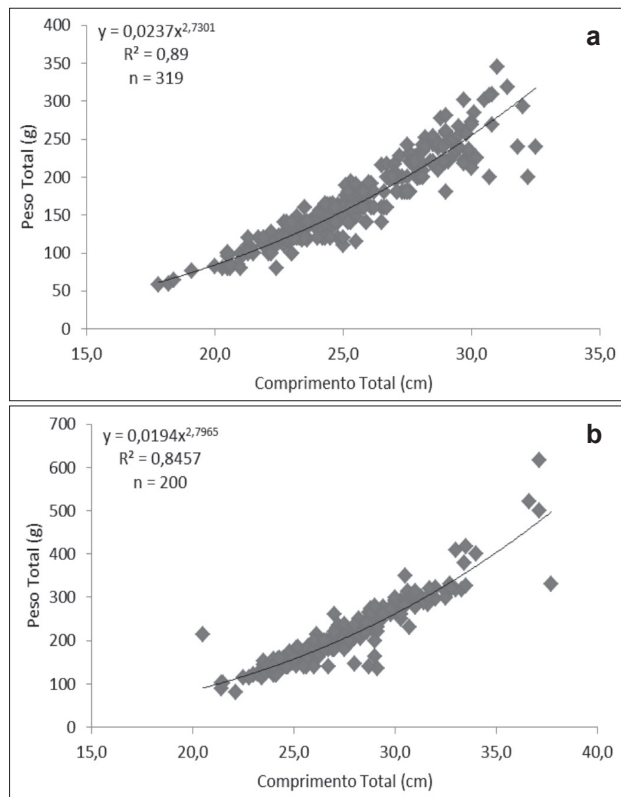 a
y = 0,0237x^2,7301
R² = 0,89
n = 319
Peso Total (g)
400
350
300
250
200
150
100
50
0
15,0 20,0 25,0 30,0 35,0
Comprimento Total (cm)
b
y = 0,0194x^2,7965
R² = 0,8457
n = 200
Peso Total (g)
700
600
500
400
300
200
100
0
15,0 20,0 25,0 30,0 35,0 40,0
Comprimento Total (cm)